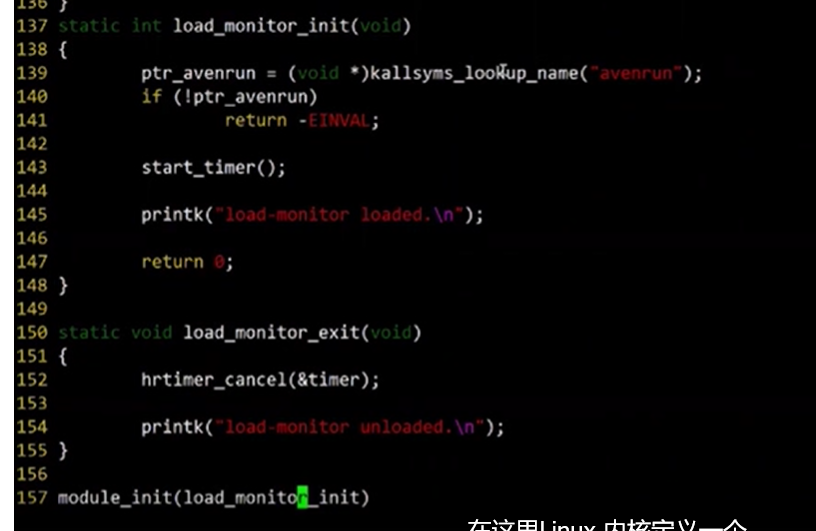 136 }
137 static int load_monitor_init(void)
138 {
139         ptr_avenrun = (void *)kallsyms_lookup_name("avenrun");
140         if (!ptr_avenrun)
141                 return -EINVAL;
142
143         start_timer();
144
145         printk("load-monitor loaded.\n");
146
147         return 0;
148 }
149
150 static void load_monitor_exit(void)
151 {
152         hrtimer_cancel(&timer);
153
154         printk("load-monitor unloaded.\n");
155 }
156
157 module_init(load_monitor_init)
在这里Linux 内核定义一个